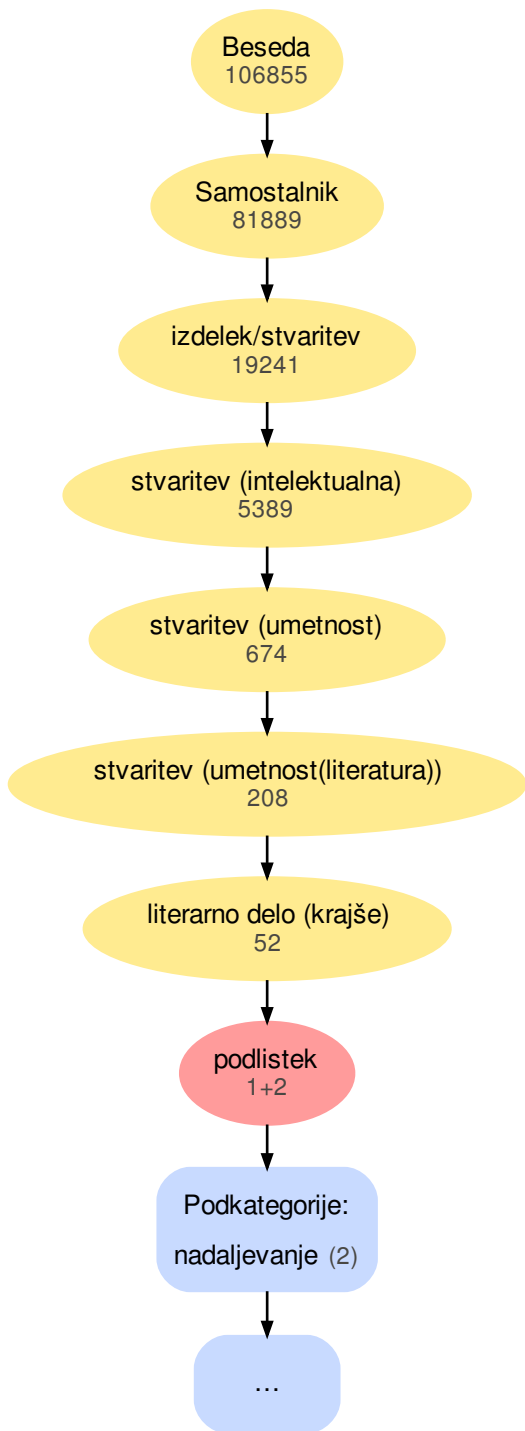 Beseda
106855
Samostalnik
81889
izdelek/stvaritev
19241
stvaritev (intelektualna)
5389
stvaritev (umetnost)
674
stvaritev (umetnost(literatura))
208
literarno delo (krajše)
52
podlistek
1+2
Podkategorije:
nadaljevanje (2)
...